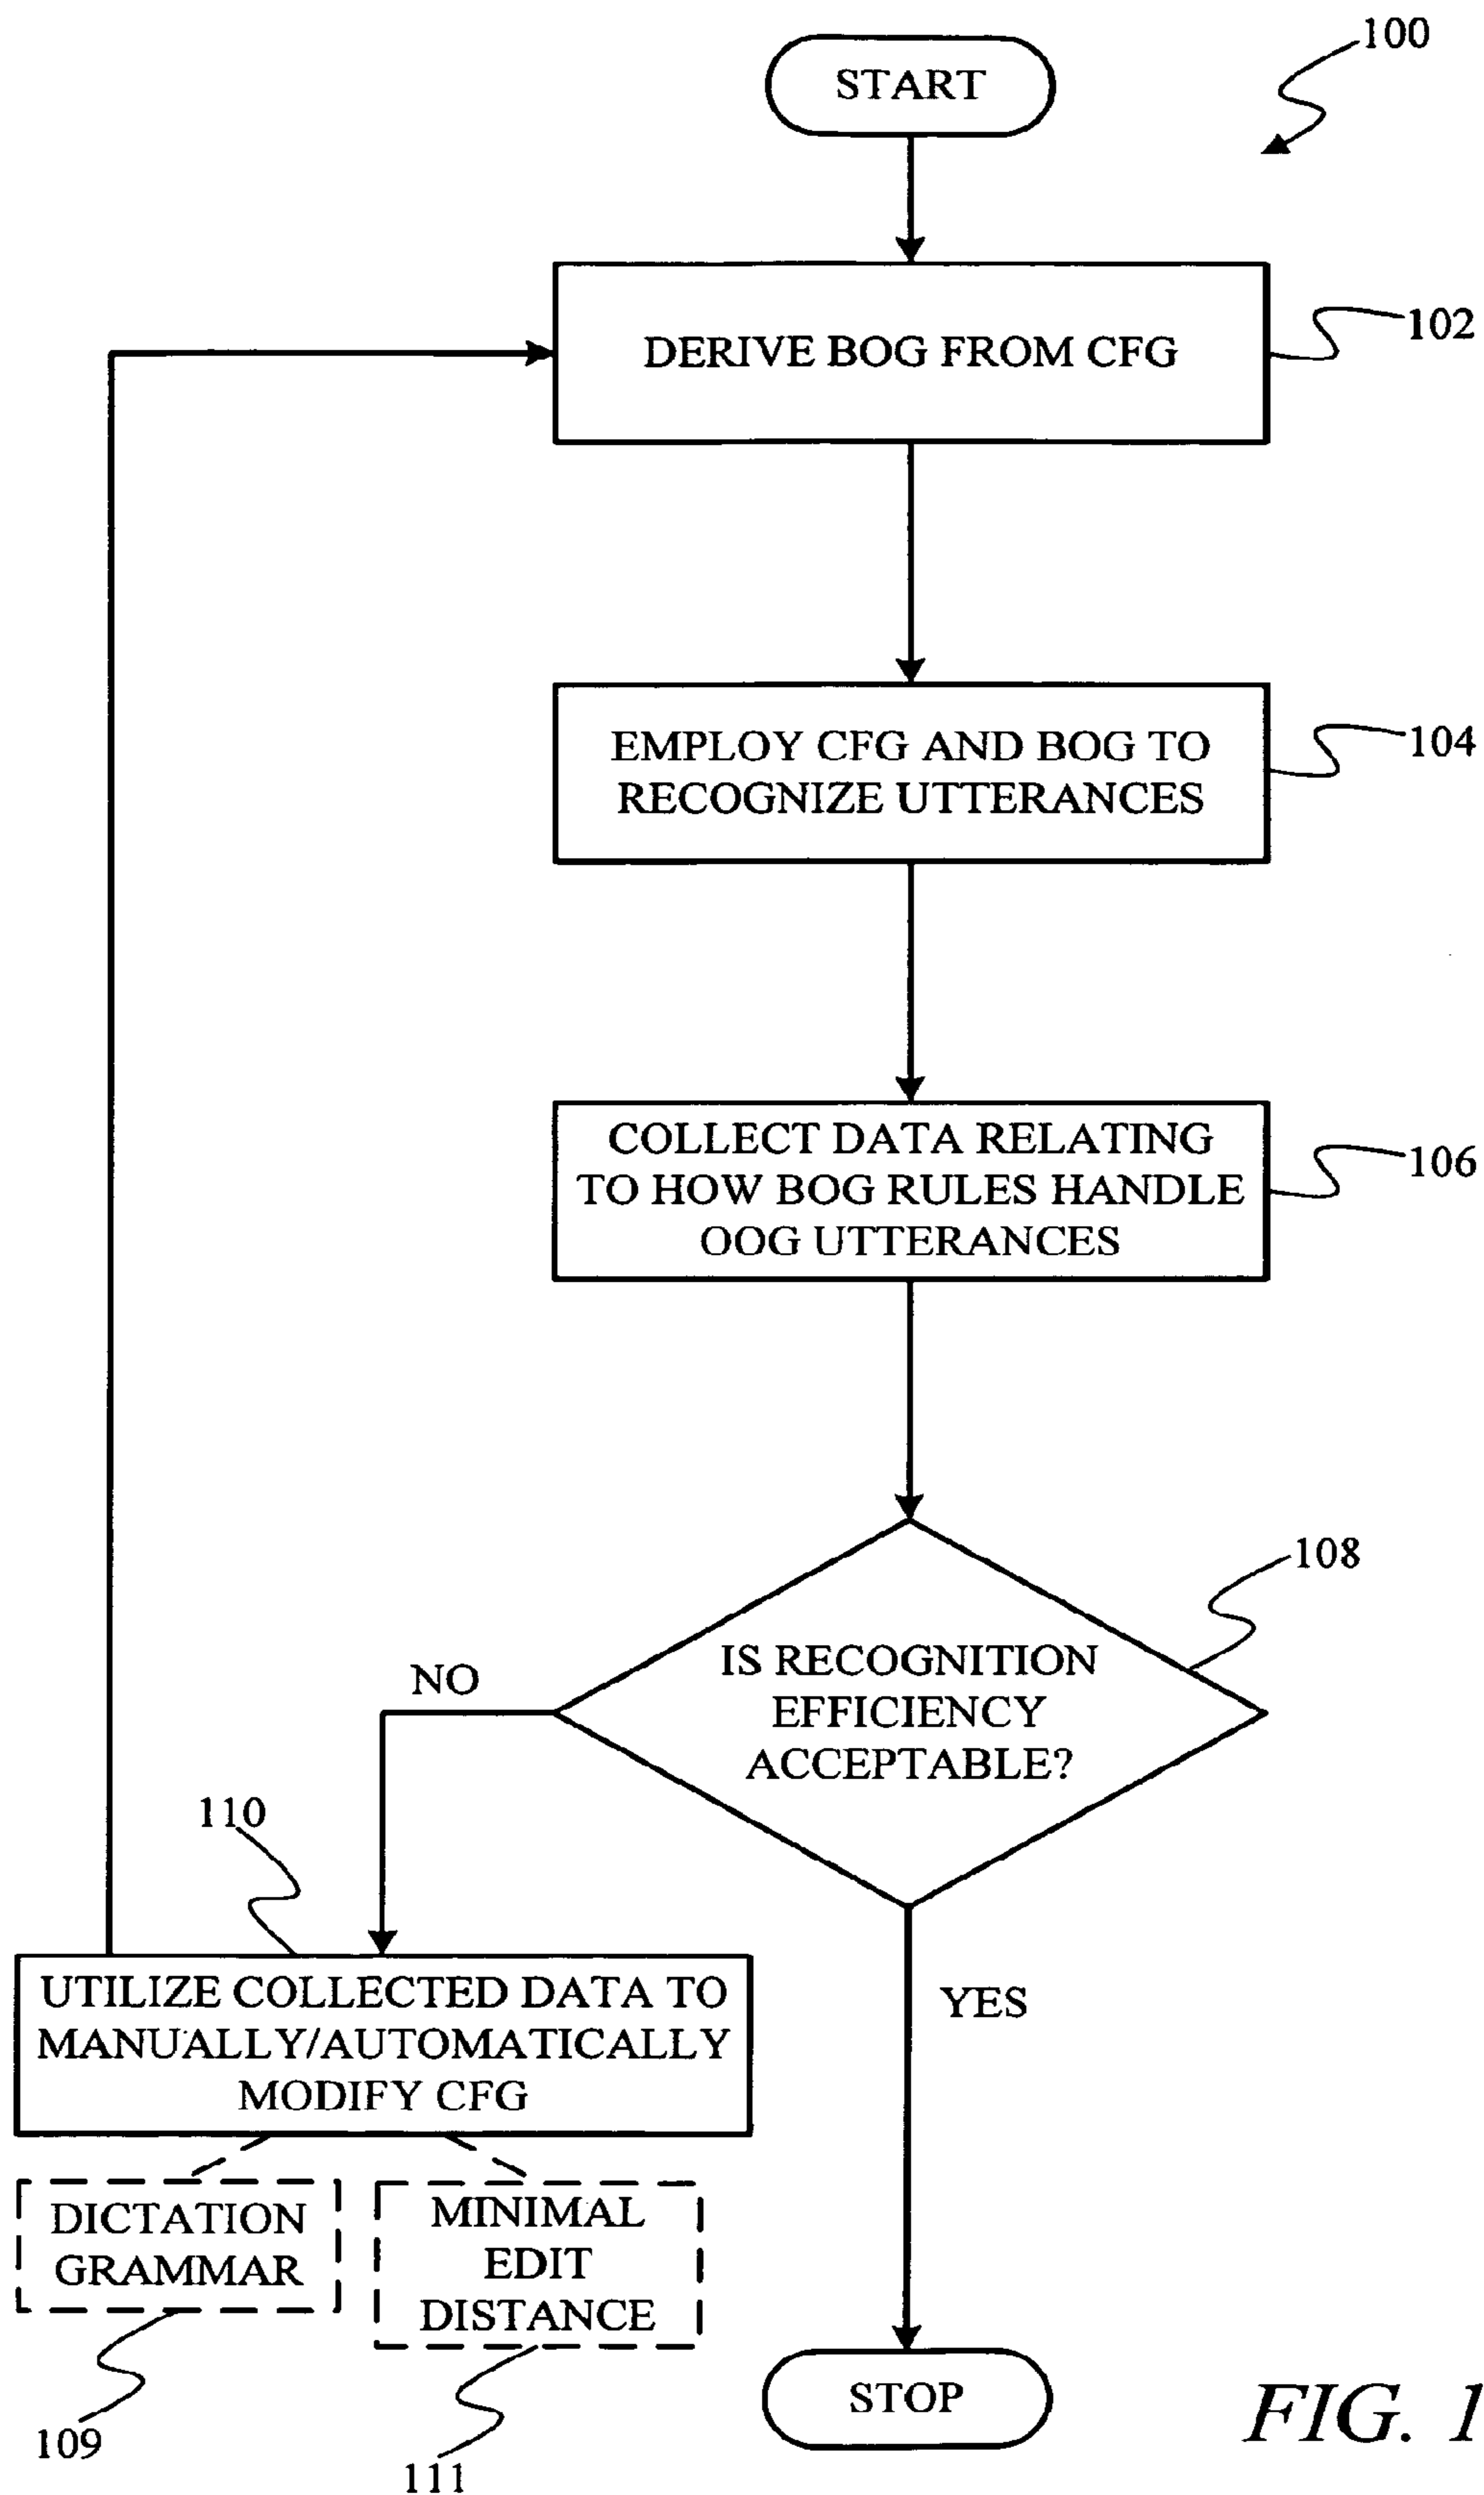 100
START
DERIVE BOG FROM CFG
102
EMPLOY CFG AND BOG TO
RECOGNIZE UTTERANCES
104
COLLECT DATA RELATING
TO HOW BOG RULES HANDLE
OOG UTTERANCES
106
108
IS RECOGNITION
EFFICIENCY
ACCEPTABLE?
NO
110
UTILIZE COLLECTED DATA TO
MANUALLY/AUTOMATICALLY
MODIFY CFG
YES
DICTATION
GRAMMAR
MINIMAL
EDIT
DISTANCE
109
111
STOP
FIG. 1